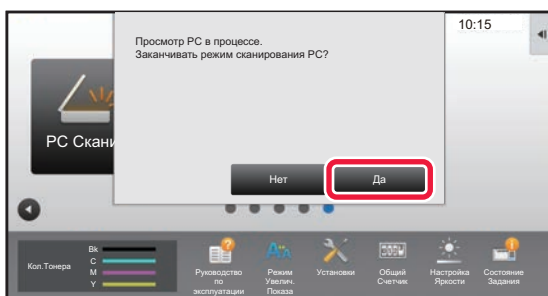 10:15
Просмотр PC в процессе.
Заканчивать режим сканирования PC?
PC Скани
Нет
Да
Кол.Тонера
Bk
C
M
Y
Руководство
по
эксплуатации
Режим
Увелич.
Показа
Установки
Общий
Счетчик
Настройка
Яркости
Состояние
Задания